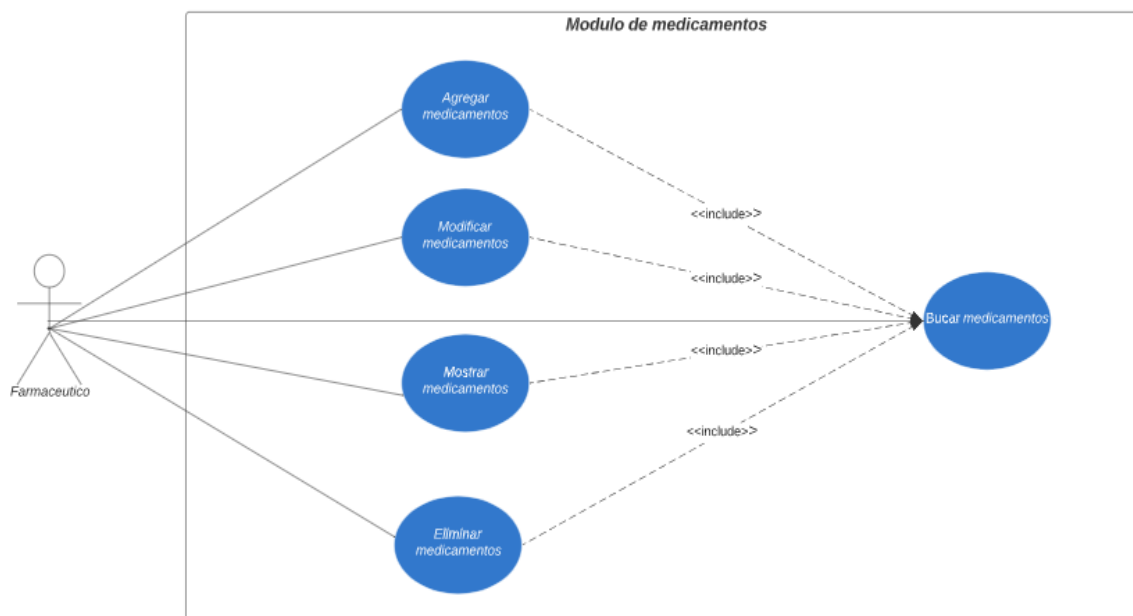 Modulo de medicamentos
Agregar
medicamentos
<<include>>
Modificar
medicamentos
<<include>>
Bucar medicamentos
<<include>>
Mostrar
medicamentos
Farmaceutico
<<include>>
Eliminar
medicamentos